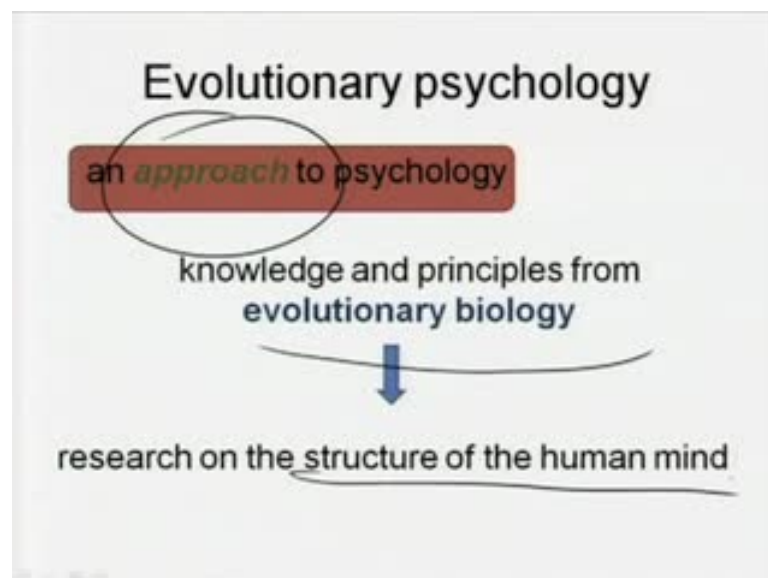 Evolutionary psychology
an approach to psychology
knowledge and principles from
evolutionary biology
research on the structure of the human mind